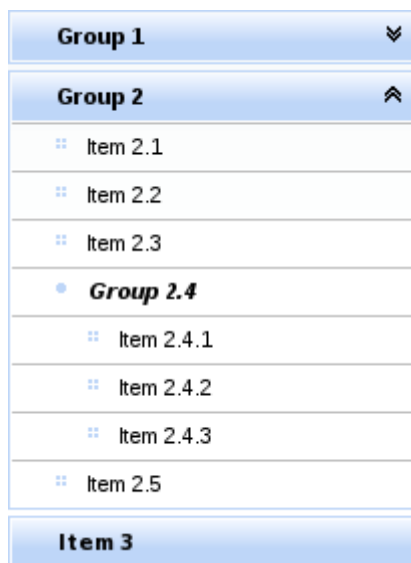 Group 1
Group 2
Item 2.1
Item 2.2
Item 2.3
Group 2.4
Item 2.4.1
Item 2.4.2
Item 2.4.3
Item 2.5
Item 3